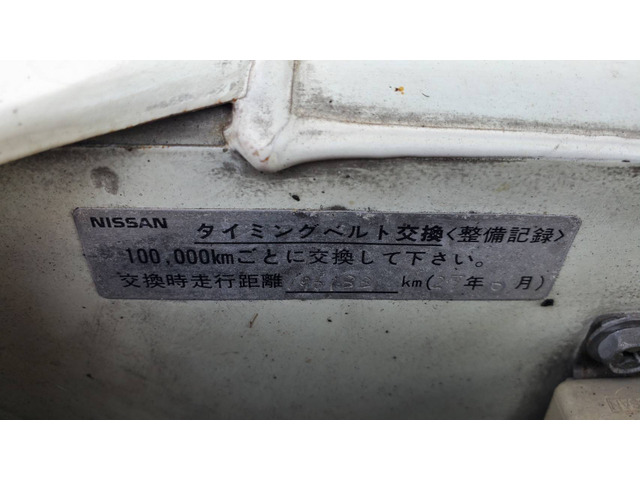 NISSAN タイミングベルト交換<整備記録>
100,000kmごとに交換して下さい。
交換時走行距離 km( 年 6 月)